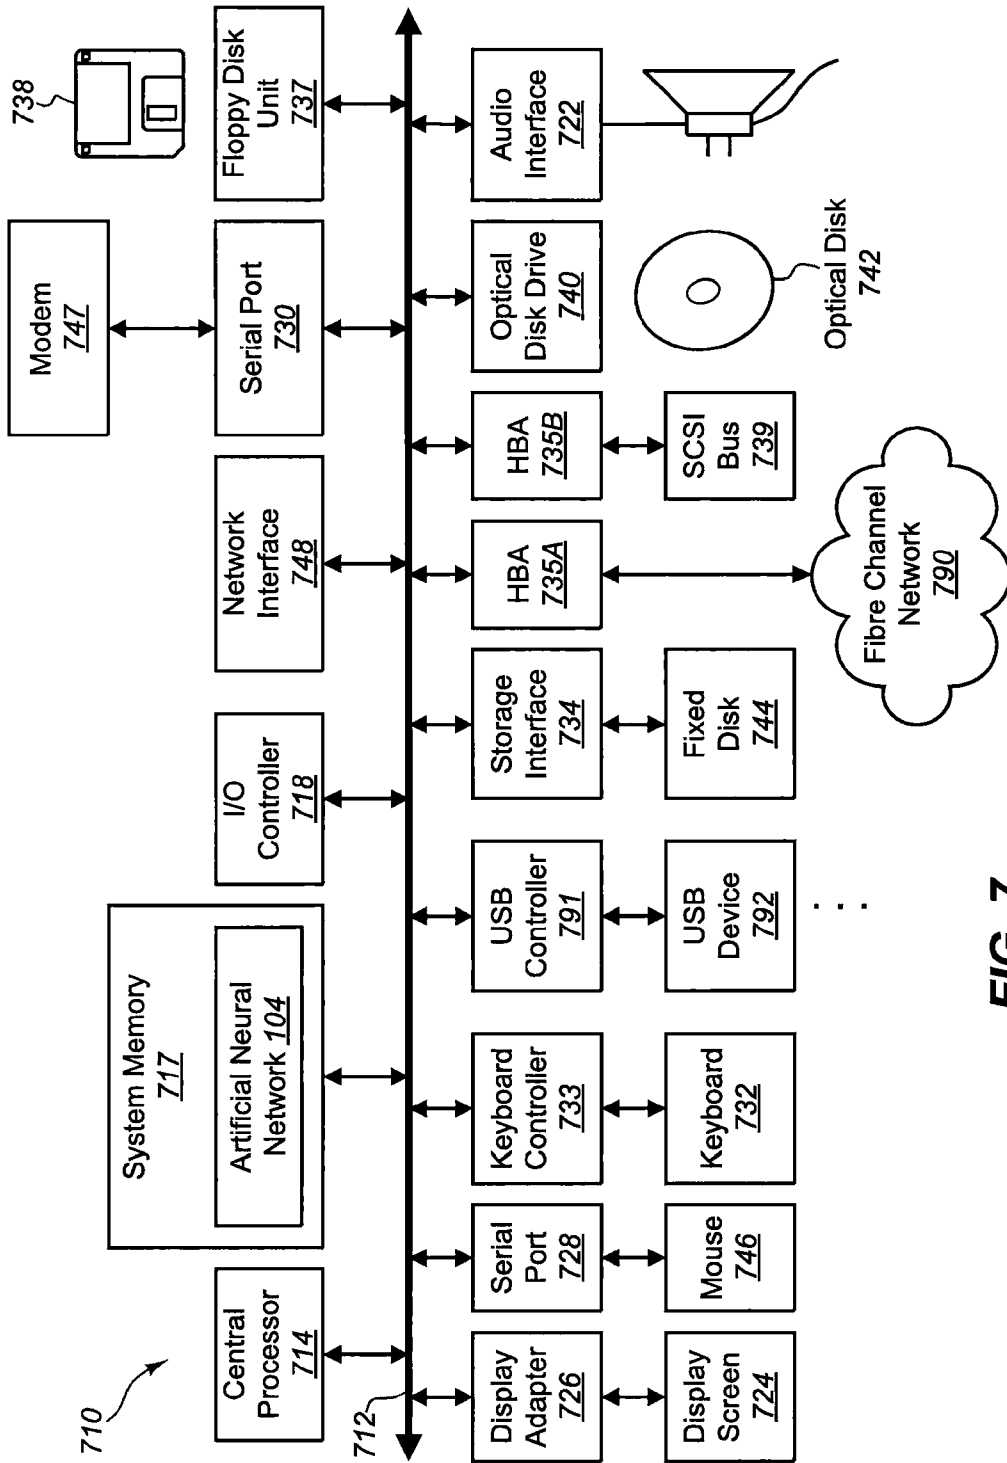 710
Central
Processor
714
System Memory
717
Artificial Neural
Network 104
I/O
Controller
718
Network
Interface
748
Modem
747
Serial Port
730
738
Floppy Disk
Unit
737
712
Display
Adapter
726
Serial
Port
728
Keyboard
Controller
733
USB
Controller
791
Storage
Interface
734
HBA
735A
HBA
735B
Optical
Disk Drive
740
Audio
Interface
722
Display
Screen
724
Mouse
746
Keyboard
732
USB
Device
792
. . .
Fixed
Disk
744
SCSI
Bus
739
Fibre Channel
Network
790
Optical Disk
742
FIG. 7